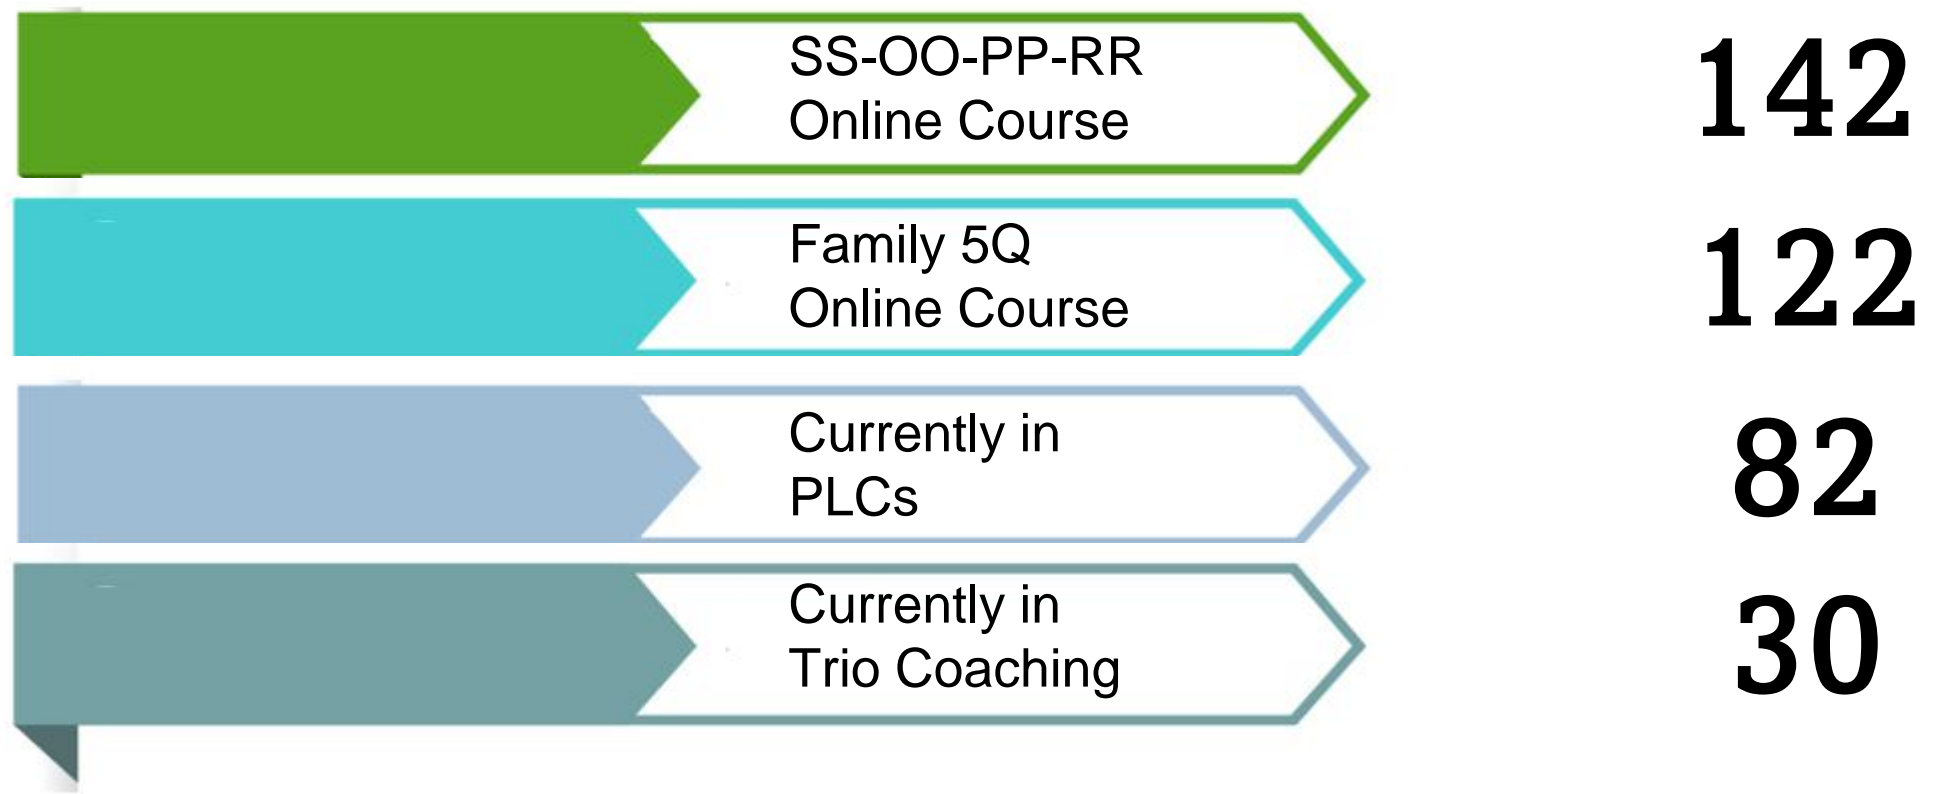 SS-OO-PP-RR
Online Course
142
Family 5Q
Online Course
122
Currently in
PLCs
82
Currently in
Trio Coaching
30